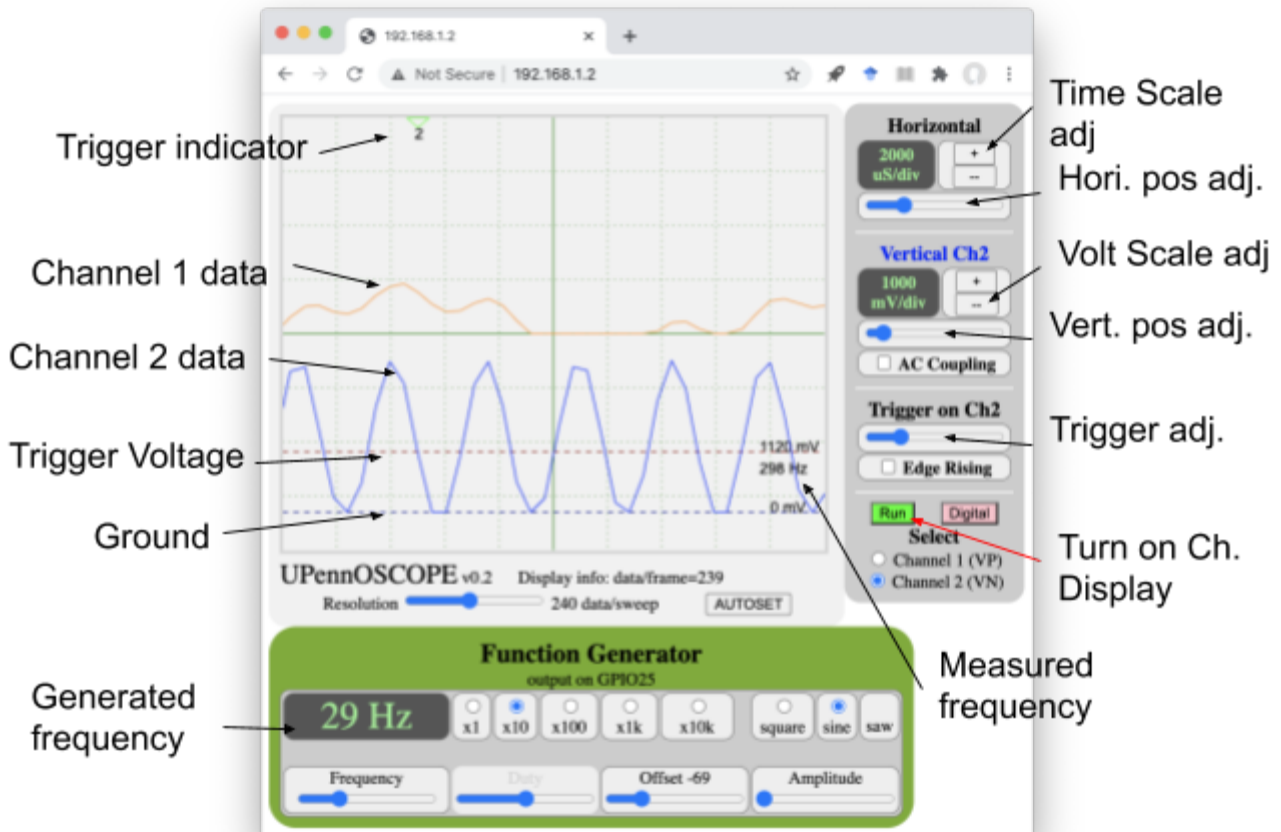 192.168.1.2
Not Secure 192.168.1.2
Trigger indicator
2
Channel 1 data
Channel 2 data
Trigger Voltage
Ground
1120 mV
298 Hz
0 mV
Horizontal
2000
uS/div
+
--
Vertical Ch2
1000
mV/div
+
--
AC Coupling
Trigger on Ch2
Edge Rising
Run Digital
Select
Channel 1 (VP)
Channel 2 (VN)
Time Scale
adj
Hori. pos adj.
Volt Scale adj
Vert. pos adj.
Trigger adj.
Turn on Ch.
Display
UPennOSCOPE v0.2 Display info: data/frame=239
Resolution 240 data/sweep AUTOSET
Measured
frequency
Generated
frequency
Function Generator
output on GPIO25
29 Hz x1 x10 x100 x1k x10k square sine saw
Frequency Duty Offset -69 Amplitude